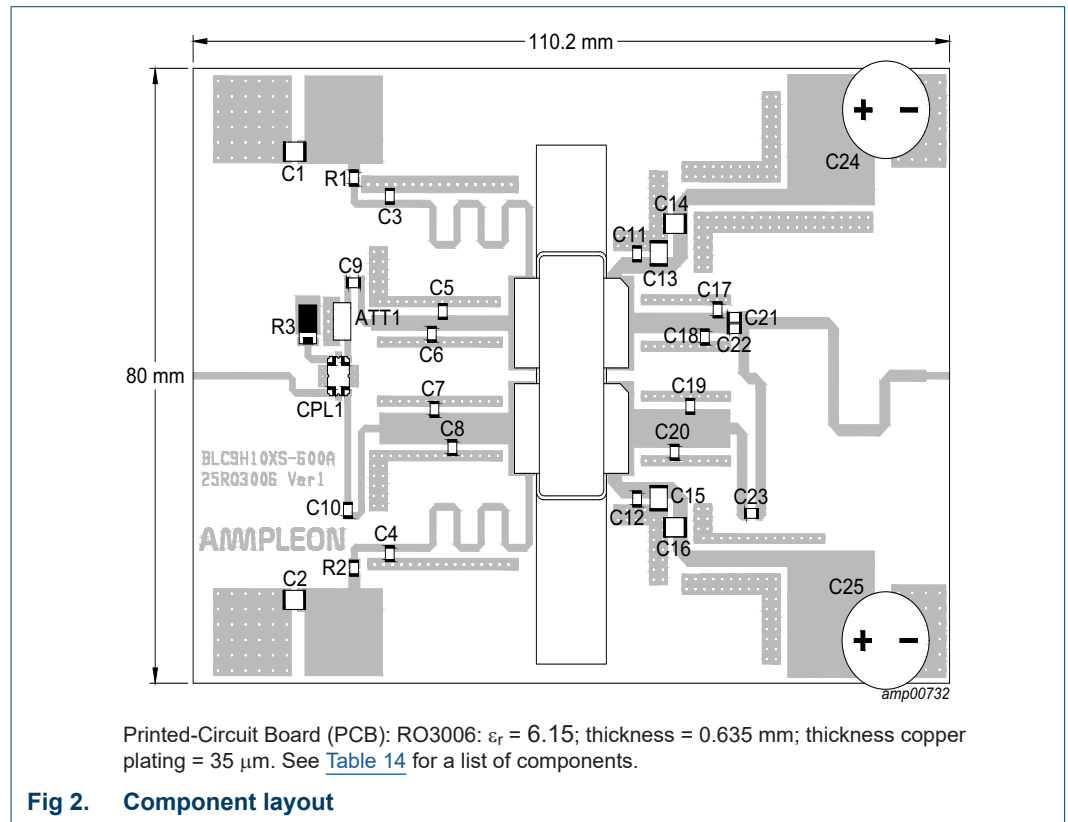 110.2 mm
80 mm
C1
R1
C3
C24
C14
C11
C13
C9
C5
C17
R3
ATT1
C21
C18
C22
C6
CPL1
C7
C19
C8
C20
BLC9H10XS-600A
25RO3006 Ver1
C10
C15
C23
C12
AMPLEON
C4
C16
R2
C2
C25
+ −
+ −
amp00732
Printed-Circuit Board (PCB): RO3006: εr = 6.15; thickness = 0.635 mm; thickness copper
plating = 35 μm. See Table 14 for a list of components.
Fig 2. Component layout